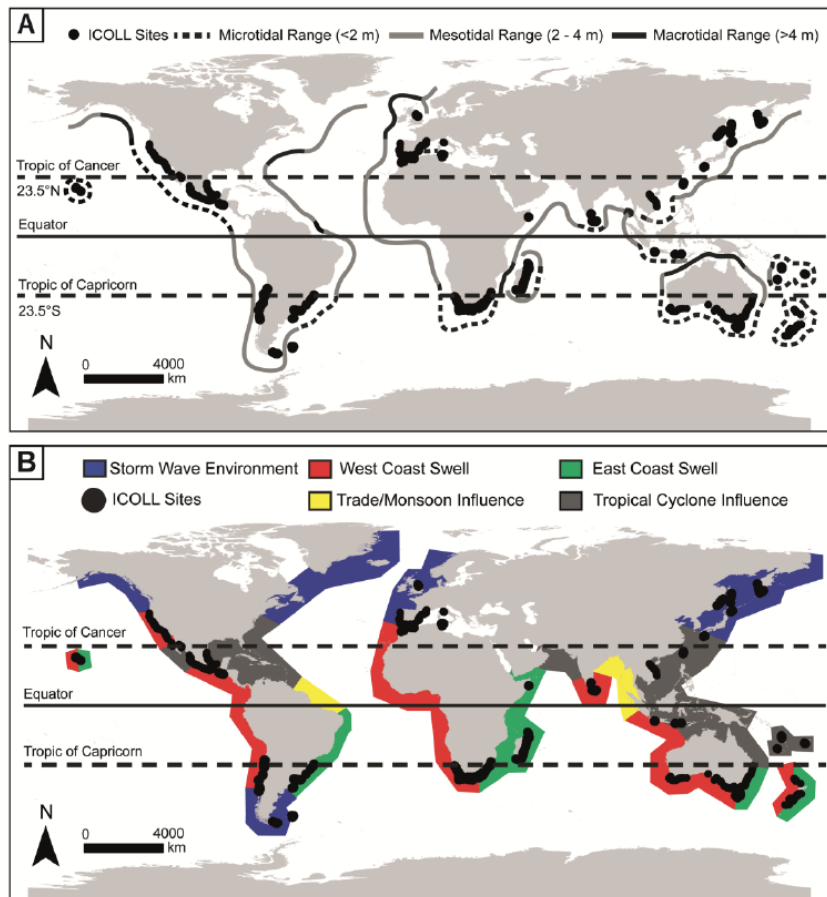 A
ICOLL Sites
Microtidal Range (<2 m)
Mesotidal Range (2 - 4 m)
Macrotidal Range (>4 m)
Tropic of Cancer
23.5°N
Equator
Tropic of Capricorn
23.5°S
N
0 4000
km
B
Storm Wave Environment
West Coast Swell
East Coast Swell
ICOLL Sites
Trade/Monsoon Influence
Tropical Cyclone Influence
Tropic of Cancer
Equator
Tropic of Capricorn
N
0 4000
km